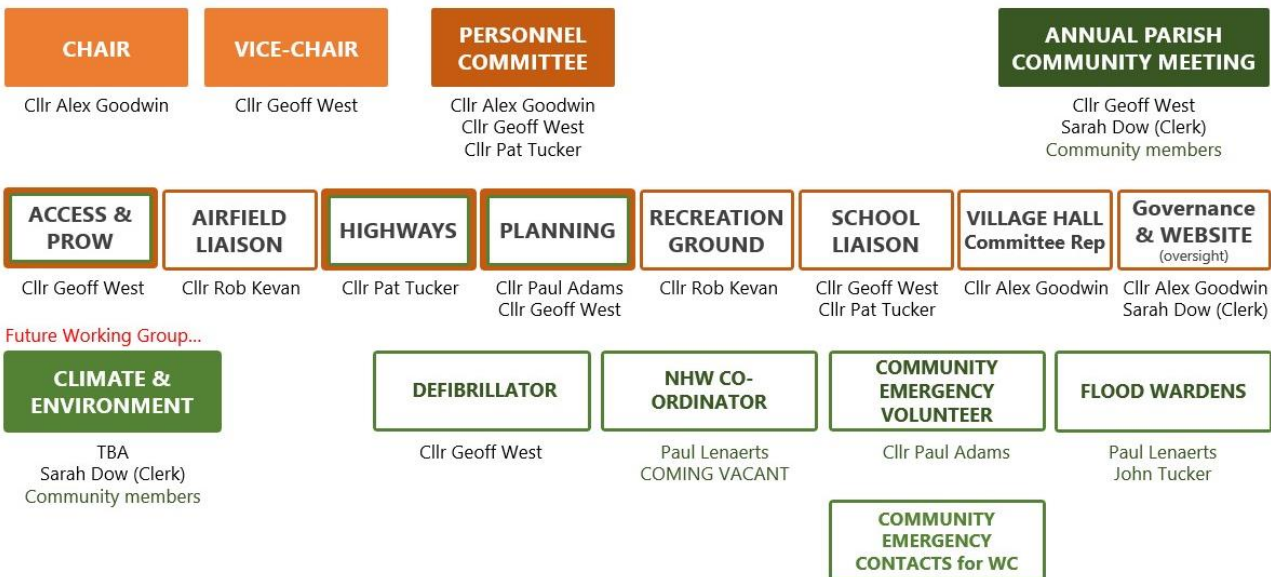 CHAIR
VICE-CHAIR
PERSONNEL
COMMITTEE
ANNUAL PARISH
COMMUNITY MEETING
Cllr Alex Goodwin
Cllr Geoff West
Cllr Alex Goodwin
Cllr Geoff West
Cllr Pat Tucker
Cllr Geoff West
Sarah Dow (Clerk)
Community members
ACCESS &
PROW
AIRFIELD
LIAISON
HIGHWAYS
PLANNING
RECREATION
GROUND
SCHOOL
LIAISON
VILLAGE HALL
Committee Rep
Governance
& WEBSITE
(oversight)
Cllr Geoff West
Cllr Rob Kevan
Cllr Pat Tucker
Cllr Paul Adams
Cllr Geoff West
Cllr Rob Kevan
Cllr Geoff West
Cllr Pat Tucker
Cllr Alex Goodwin
Cllr Alex Goodwin
Sarah Dow (Clerk)
Future Working Group...
CLIMATE &
ENVIRONMENT
DEFIBRILLATOR
NHW CO-
ORDINATOR
COMMUNITY
EMERGENCY
VOLUNTEER
FLOOD WARDENS
TBA
Sarah Dow (Clerk)
Community members
Cllr Geoff West
Paul Lenaerts
COMING VACANT
Cllr Paul Adams
Paul Lenaerts
John Tucker
COMMUNITY
EMERGENCY
CONTACTS for WC